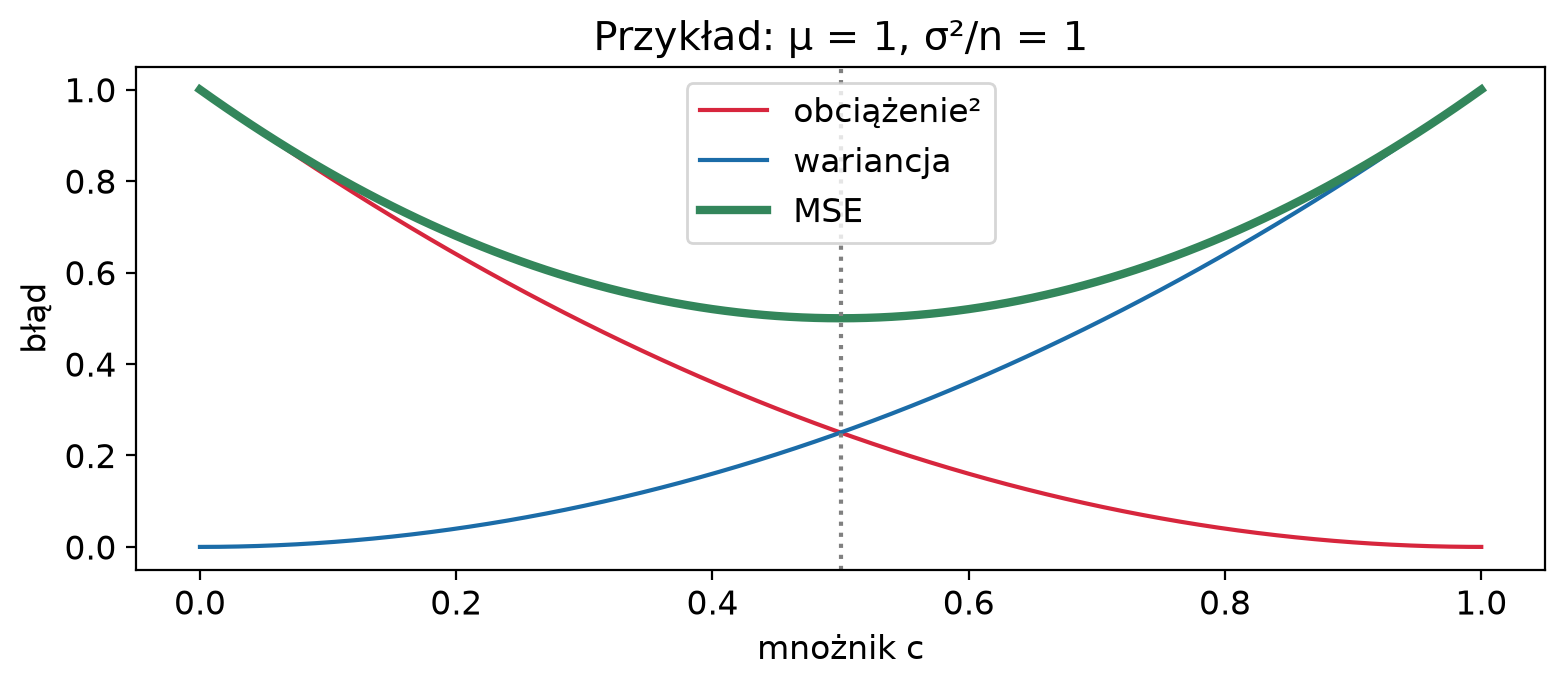 Przykład: μ = 1, σ²/n = 1
obciążenie²
wariancja
MSE
błąd
1.0
0.8
0.6
0.4
0.2
0.0
0.0 0.2 0.4 0.6 0.8 1.0
mnożnik c